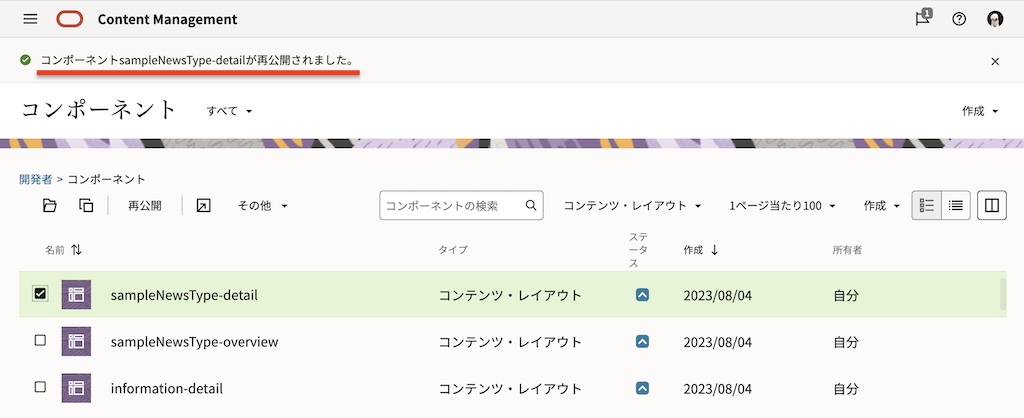 Content Management
1
コンポーネントsampleNewsType-detailが再公開されました。
コンポーネント
すべて
作成
開発者 > コンポーネント
再公開
その他
コンポーネントの検索
コンテンツ・レイアウト
1ページ当たり100
作成
名前
タイプ
ステ
ータ
ス
作成
所有者
sampleNewsType-detail コンテンツ・レイアウト 2023/08/04 自分
sampleNewsType-overview コンテンツ・レイアウト 2023/08/04 自分
information-detail コンテンツ・レイアウト 2023/08/04 自分